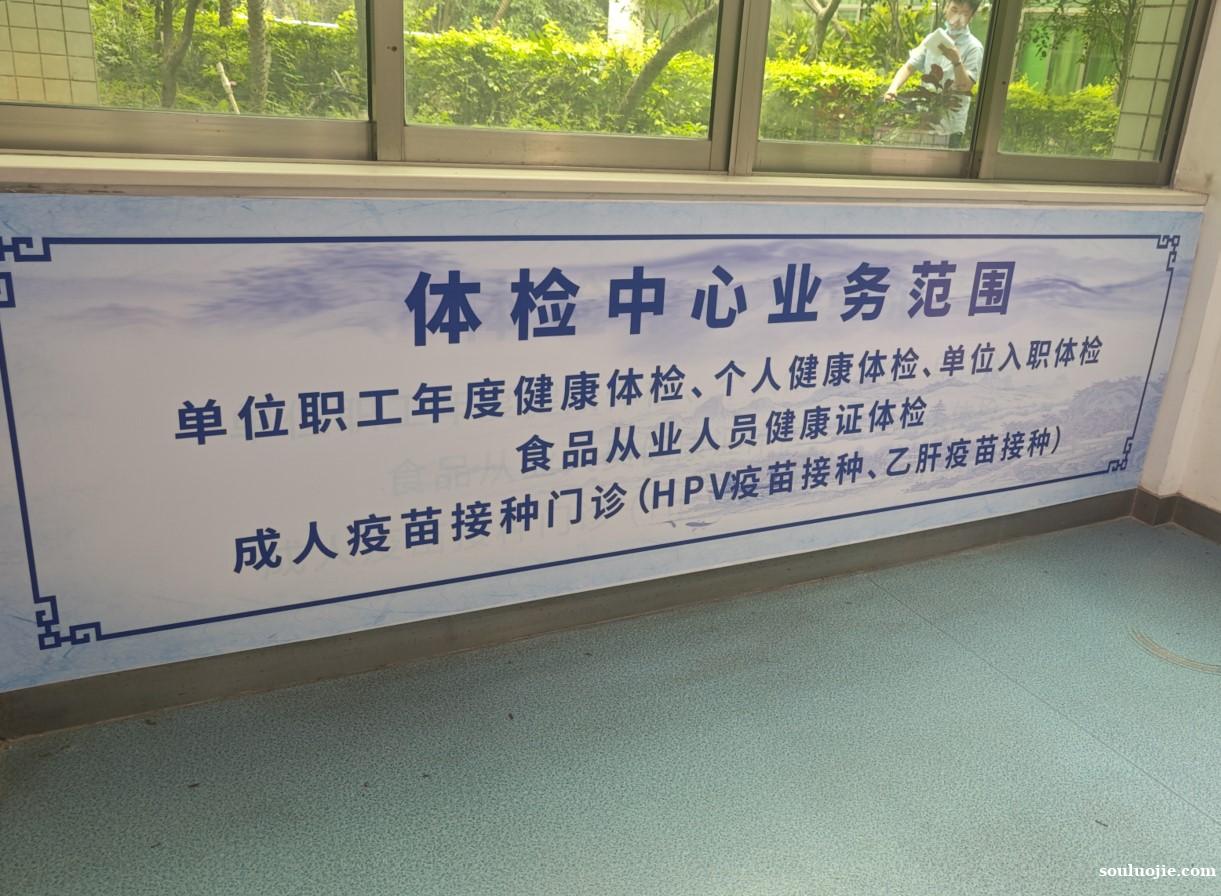 体检中心业务范围
单位职工年度健康体检、个人健康体检、单位入职体检
食品从业人员健康证体检
成人疫苗接种门诊(HPV疫苗接种、乙肝疫苗接种)
souluojie.com